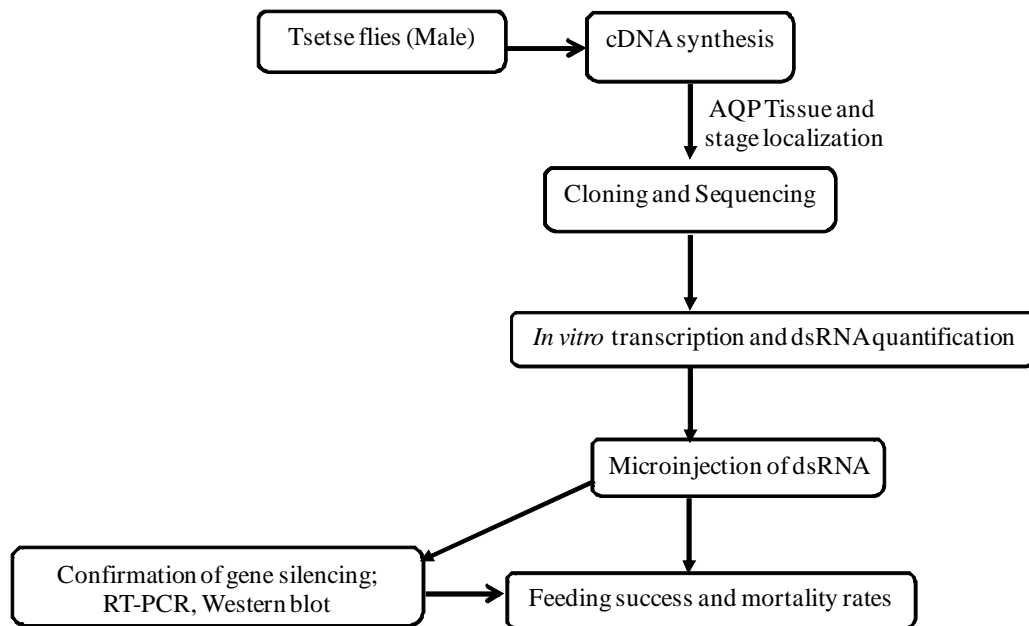 Tsetse flies (Male)
cDNA synthesis
AQP Tissue and
stage localization
Cloning and Sequencing
In vitro transcription and dsRNA quantification
Microinjection of dsRNA
Confirmation of gene silencing;
RT-PCR, Western blot
Feeding success and mortality rates